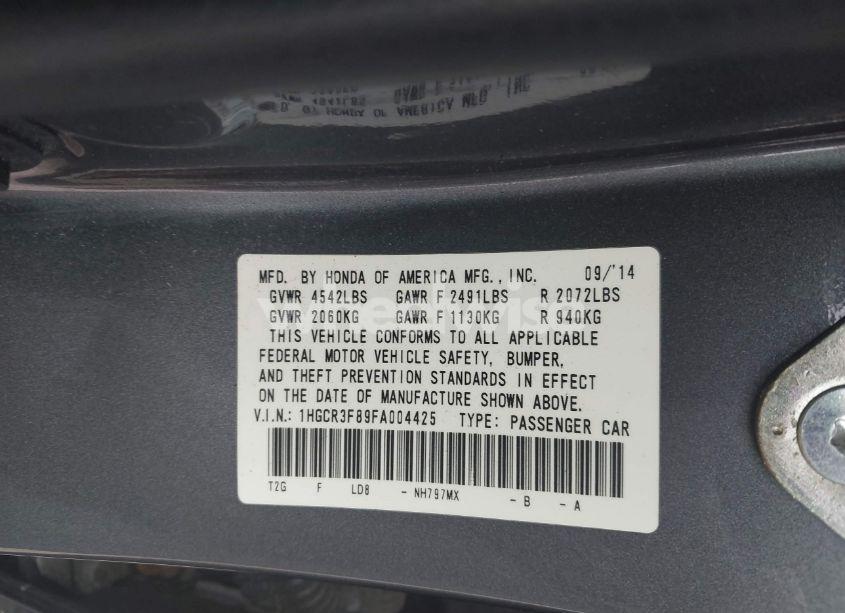 MFD. BY HONDA OF AMERICA MFG., INC. 09/'14
GVWR 4542LBS GAWR F 2491LBS R 2072LBS
GVWR 2060KG GAWR F 1130KG R 940KG
THIS VEHICLE CONFORMS TO ALL APPLICABLE
FEDERAL MOTOR VEHICLE SAFETY, BUMPER,
AND THEFT PREVENTION STANDARDS IN EFFECT
ON THE DATE OF MANUFACTURE SHOWN ABOVE.
V.I.N.: 1HGCR3F89FA004425 TYPE: PASSENGER CAR
T2G F LD8 - NH797MX - B - A